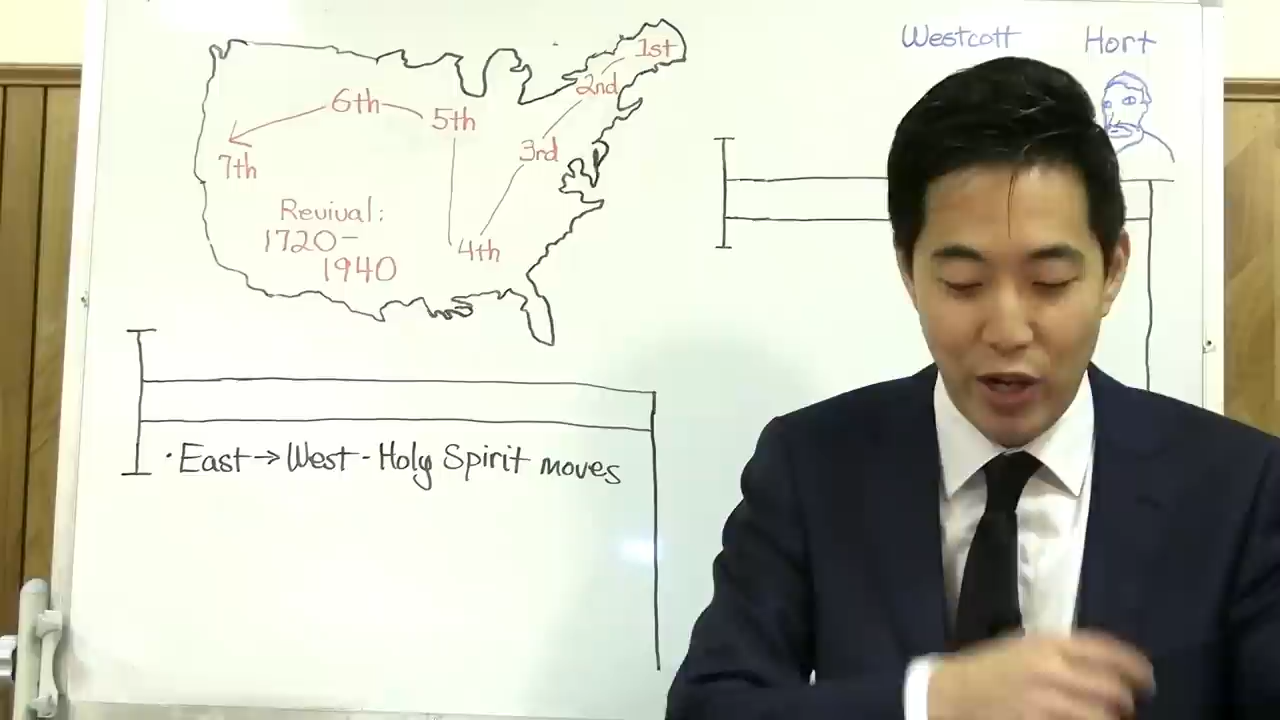 1st
2nd
3rd
4th
5th
6th
7th
Revival:
1720-
1940
· East → West - Holy Spirit moves
Westcott
Hort